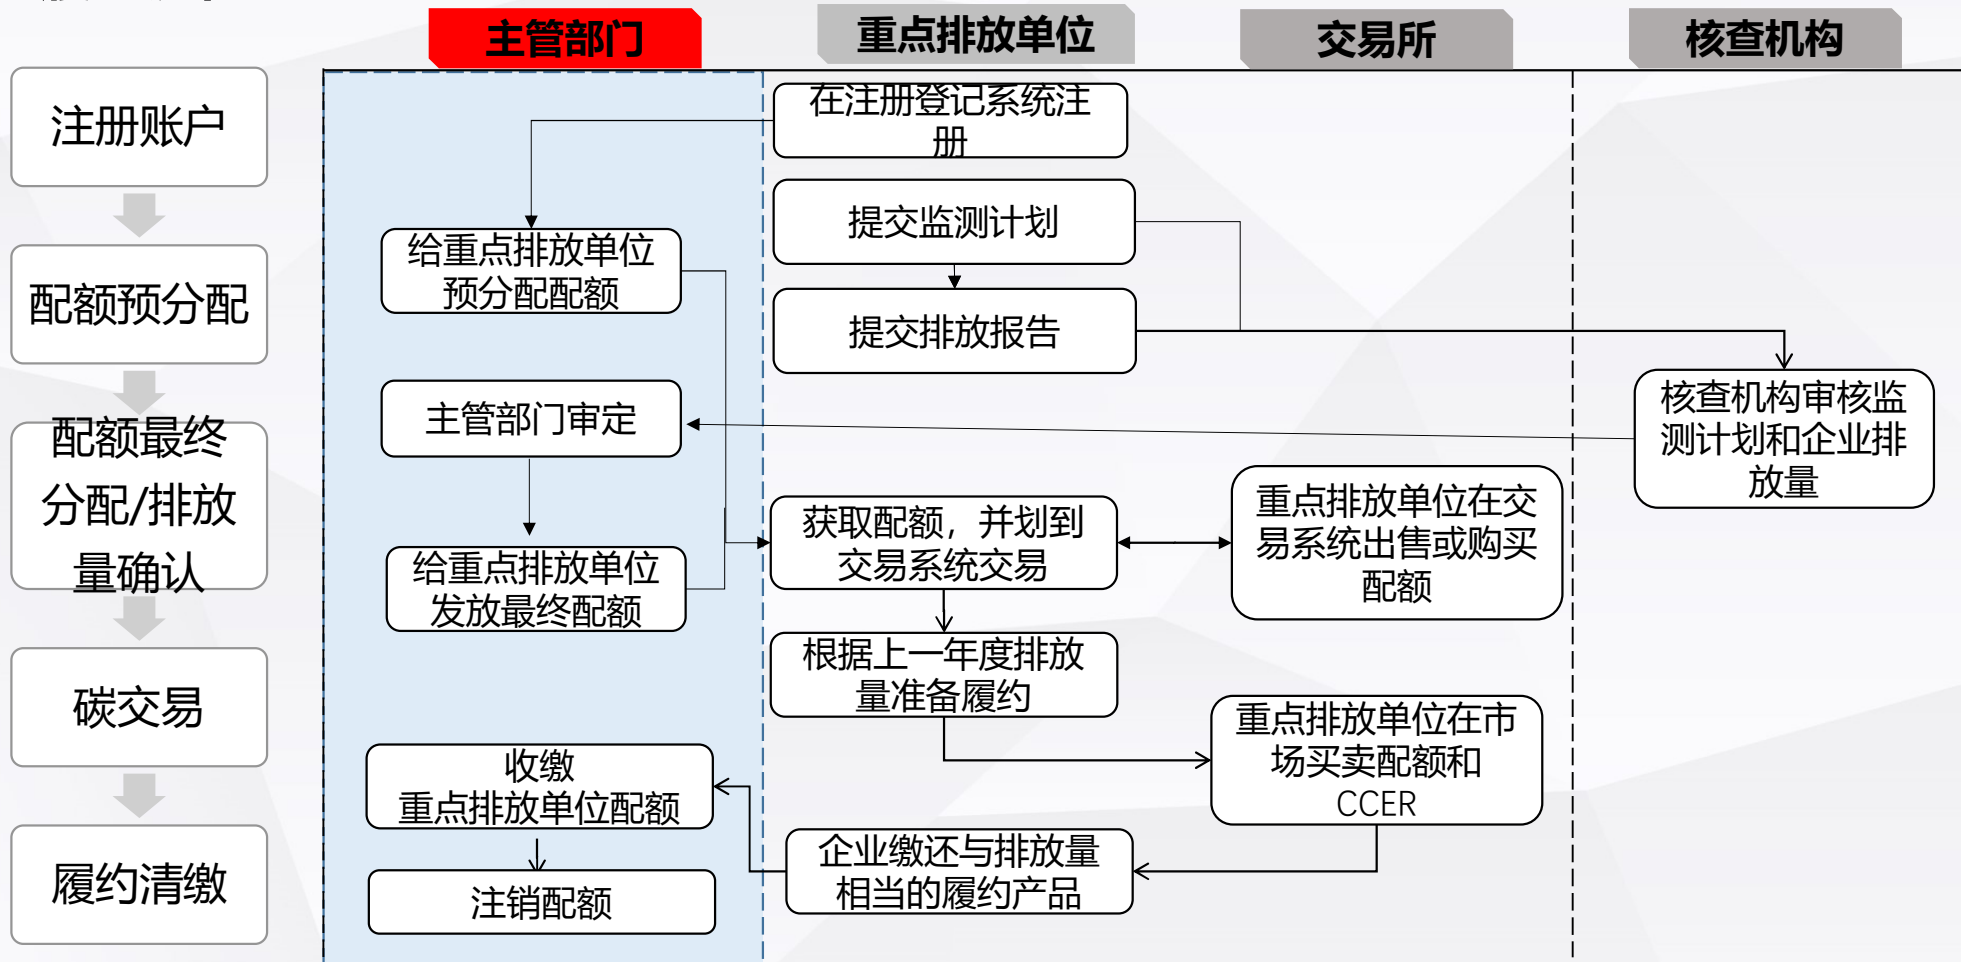 主管部门
重点排放单位
交易所
核查机构
注册账户
配额预分配
配额最终
分配/排放
量确认
碳交易
履约清缴
在注册登记系统注
册
提交监测计划
给重点排放单位
预分配配额
提交排放报告
主管部门审定
核查机构审核监
测计划和企业排
放量
获取配额，并划到
交易系统交易
重点排放单位在交
易系统出售或购买
配额
给重点排放单位
发放最终配额
根据上一年度排放
量准备履约
重点排放单位在市
场买卖配额和
CCER
收缴
重点排放单位配额
企业缴还与排放量
相当的履约产品
注销配额